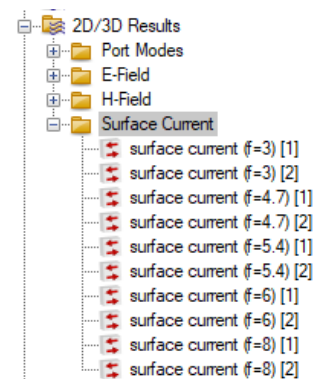 2D/3D Results
Port Modes
E-Field
H-Field
Surface Current
surface current (f=3) [1]
surface current (f=3) [2]
surface current (f=4.7) [1]
surface current (f=4.7) [2]
surface current (f=5.4) [1]
surface current (f=5.4) [2]
surface current (f=6) [1]
surface current (f=6) [2]
surface current (f=8) [1]
surface current (f=8) [2]